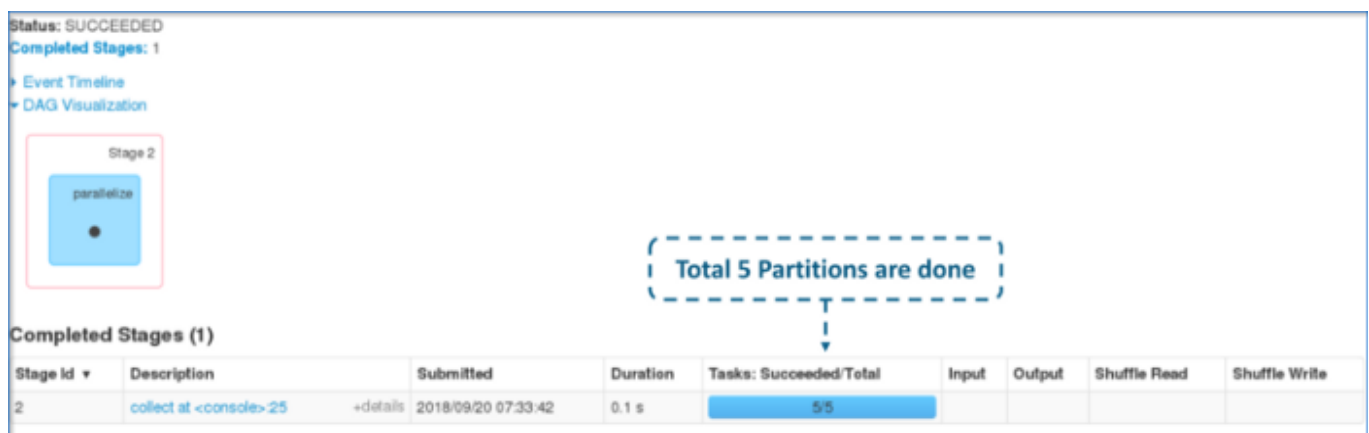 Status: SUCCEEDED
Completed Stages: 1
Event Timeline
DAG Visualization
Stage 2
parallelize
Total 5 Partitions are done
Completed Stages (1)
Stage Id ▾ Description Submitted Duration Tasks: Succeeded/Total Input Output Shuffle Read Shuffle Write
2 collect at <console>:25 +details 2018/09/20 07:33:42 0.1 s 5/5